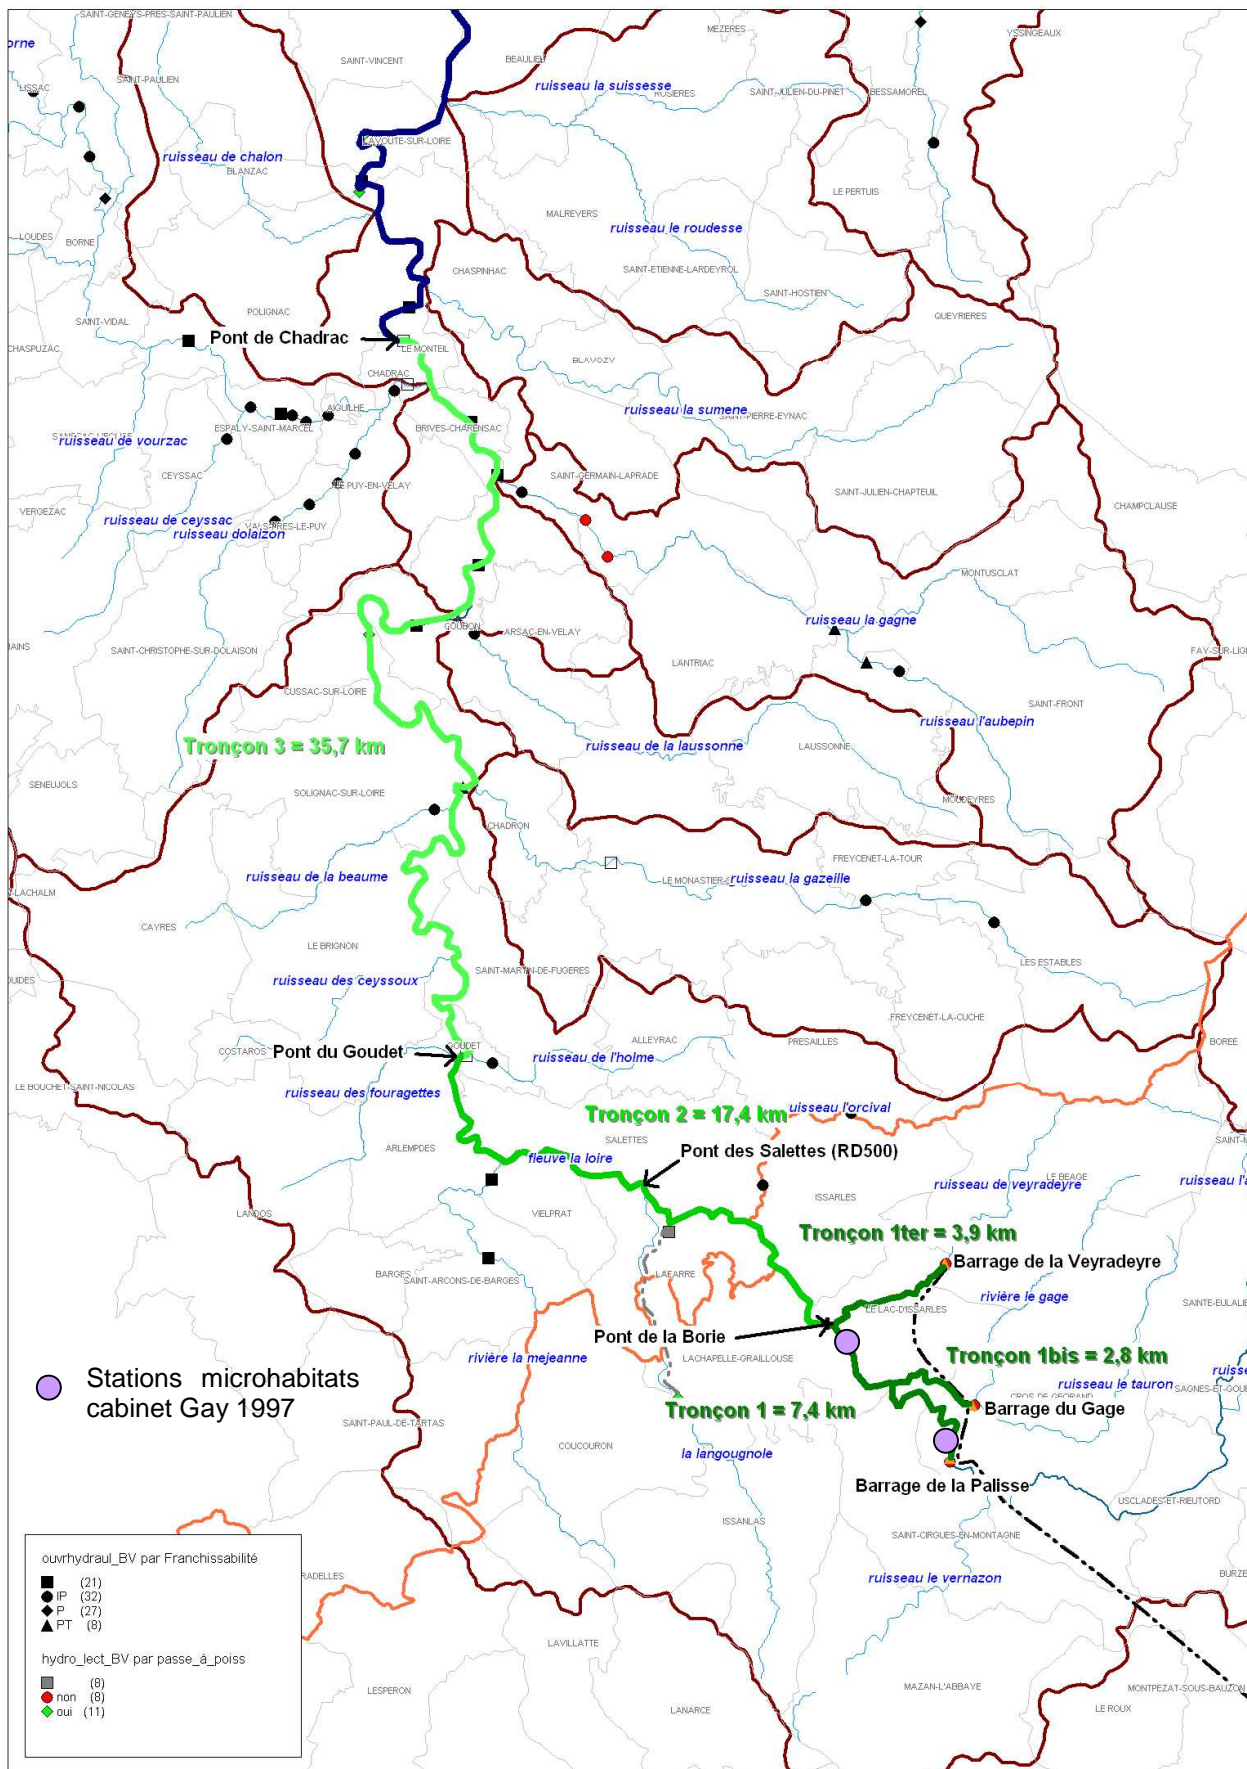 SAINT-GENEYS-PRES-SAINT-PAULIEN
orne
SAINT-VINCENT
BEAULIEU
MEZERES
YSSINGEAUX
SAINT-PAULIEN
LISSAC
ruisseau la suissesse
ROSIERES
SAINT-JULIEN-DU-PINET
BESSAMOREL
LAVOUTE-SUR-LOIRE
ruisseau de chalon
BLANZAC
LE PERTUIS
MALREVERS
ruisseau le roudesse
LOUDES
BORNE
CHASPINHAC
SAINT-ETIENNE-LARDEYROL
SAINT-HOSTIEN
POLIGNAC
QUEYRIERES
SAINT-VIDAL
Pont de Chadrac
LE MONTEIL
CHASPUZAC
BLAVOZY
CHADRAC
AIGUILHE
ruisseau la sumene
SAINT-PIERRE-EYNAC
ESPALY-SAINT-MARCEL
BRIVES-CHARENSAC
ruisseau de vourzac
CEYSSAC
SAINT-GERMAIN-LAPRADE
LE PUY-EN-VELAY
SAINT-JULIEN-CHAPTEUIL
CHAMPCLAUSE
VERGEZAC
ruisseau de ceyssac
VALS-PRES-LE-PUY
ruisseau dolaizon
MONTUSCLAT
ruisseau la gagne
COUBON
ARSAC-EN-VELAY
SAINT-CHRISTOPHE-SUR-DOLAISON
LANTRIAC
CUSSAC-SUR-LOIRE
SAINT-FRONT
ruisseau l'aubepin
Tronçon 3 = 35,7 km
ruisseau de la laussonne
LAUSSONNE
SENEUJOLS
SOLIGNAC-SUR-LOIRE
MOUDEYRES
CHADRON
FREYCENET-LA-TOUR
ruisseau de la beaume
LE MONASTIER-
ruisseau la gazeille
CAYRES
LE BRIGNON
SAINT-MARTIN-DE-FUGERES
LES ESTABLES
ruisseau des ceyssoux
FREYCENET-LA-CUCHE
ALLEYRAC
PRESAILLES
BOREE
COSTAROS
Pont du Goudet
GOUDET
ruisseau de l'holme
LE BOUCHET-SAINT-NICOLAS
ruisseau des fouragettes
Tronçon 2 = 17,4 km
uisseau l'orcival
ARLEMPDES
SALETTES
Pont des Salettes (RD500)
fleuve la loire
LE BEAGE
ruisseau de veyradeyre
ISSARLES
LANDOS
VIELPRAT
Tronçon 1ter = 3,9 km
Barrage de la Veyradeyre
BARGES
SAINT-ARCONS-DE-BARGES
LAFARRE
rivière le gage
LE LAC-D'ISSARLES
Pont de la Borie
rivière la mejeanne
LACHAPELLE-GRAILLOUSE
Tronçon 1bis = 2,8 km
ruisseau le tauron
Stations microhabitats
cabinet Gay 1997
CROS-DE-GEORAND
Tronçon 1 = 7,4 km
Barrage du Gage
SAINT-PAUL-DE-TARTAS
COUCOURON
la langougnole
Barrage de la Palisse
USCLADES-ET-RIEUTORD
ISSANLAS
SAINT-CIRGUES-EN-MONTAGNE
ruisseau le vernazon
ouvrhydraul_BV par Franchissabilité
(21)
IP (32)
P (27)
PT (8)
hydro_lect_BV par passe_à_poiss
(8)
non (8)
oui (11)
RADELLES
LAVILLATTE
LESPERON
LANARCE
MAZAN-L'ABBAYE
MONTPEZAT-SOUS-BAUZON
LE ROUX